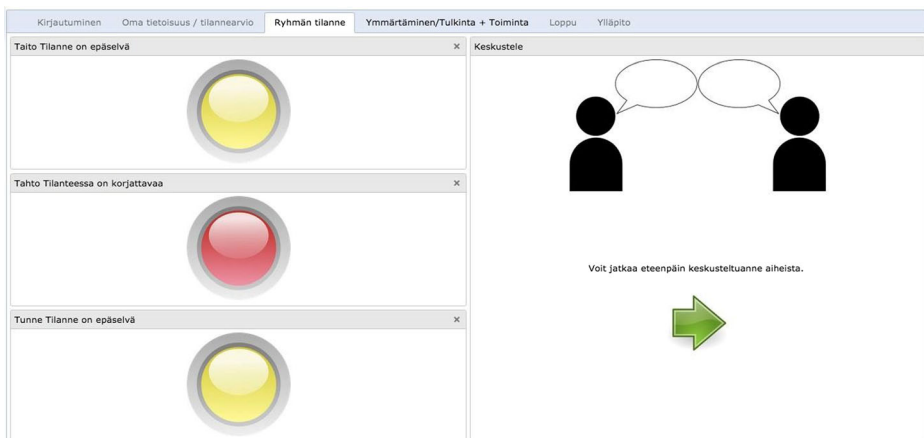 Kirjautuminen Oma tietoisuus / tilannearvio Ryhmän tilanne Ymmärtäminen/Tulkinta + Toiminta Loppu Ylläpito
Taito Tilanne on epäselvä
Tahto Tilanteessa on korjattavaa
Tunne Tilanne on epäselvä
Keskustele
Voit jatkaa eteenpäin keskusteltuanne aiheista.